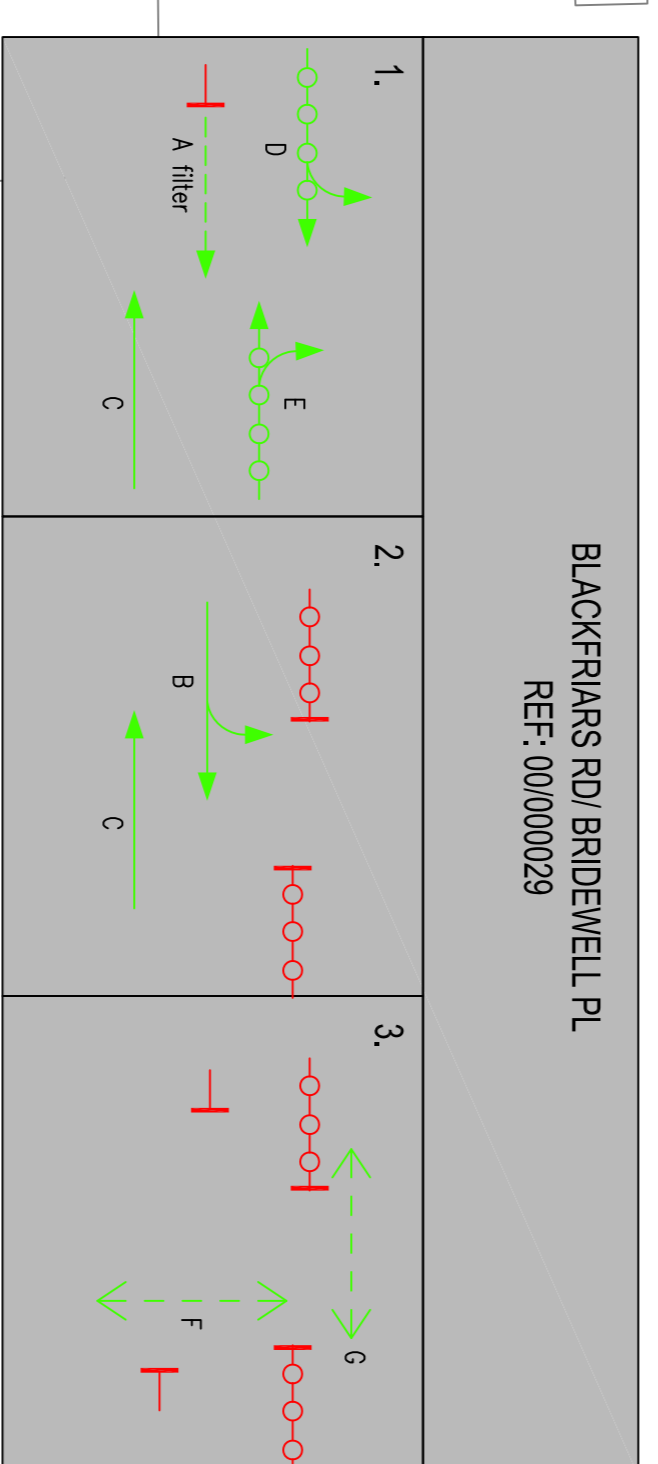 BLACKFRIARS RD/ BRIDEWELL PL
REF: 00/000029
1.
D
E
A filter
C
2.
B
C
3.
G
F